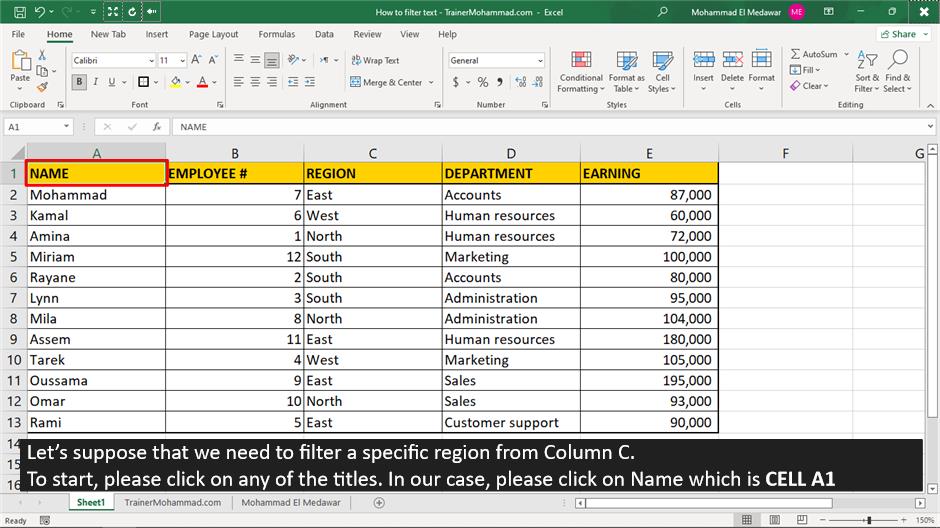 How to filter text - TrainerMohammad.com - Excel
Mohammad El Medawar ME
File Home New Tab Insert Page Layout Formulas Data Review View Help
Share
Paste
Calibri 11
B I U
A A
Wrap Text
Merge & Center
General
$ % 9
Conditional Formatting
Format as Table
Cell Styles
Insert Delete Format
AutoSum
Fill
Clear
Sort & Filter
Find & Select
Clipboard Font Alignment Number Styles Cells Editing
A1 fx NAME
A B C D E F G
1 NAME EMPLOYEE # REGION DEPARTMENT EARNING
2 Mohammad 7 East Accounts 87,000
3 Kamal 6 West Human resources 60,000
4 Amina 1 North Human resources 72,000
5 Miriam 12 South Marketing 100,000
6 Rayane 2 South Accounts 80,000
7 Lynn 3 South Administration 95,000
8 Mila 8 North Administration 104,000
9 Assem 11 East Human resources 180,000
10 Tarek 4 West Marketing 105,000
11 Oussama 9 East Sales 195,000
12 Omar 10 North Sales 93,000
13 Rami 5 East Customer support 90,000
14
15
16
Let's suppose that we need to filter a specific region from Column C.
To start, please click on any of the titles. In our case, please click on Name which is CELL A1
Sheet1 TrainerMohammad.com Mohammad El Medawar
Ready 150%